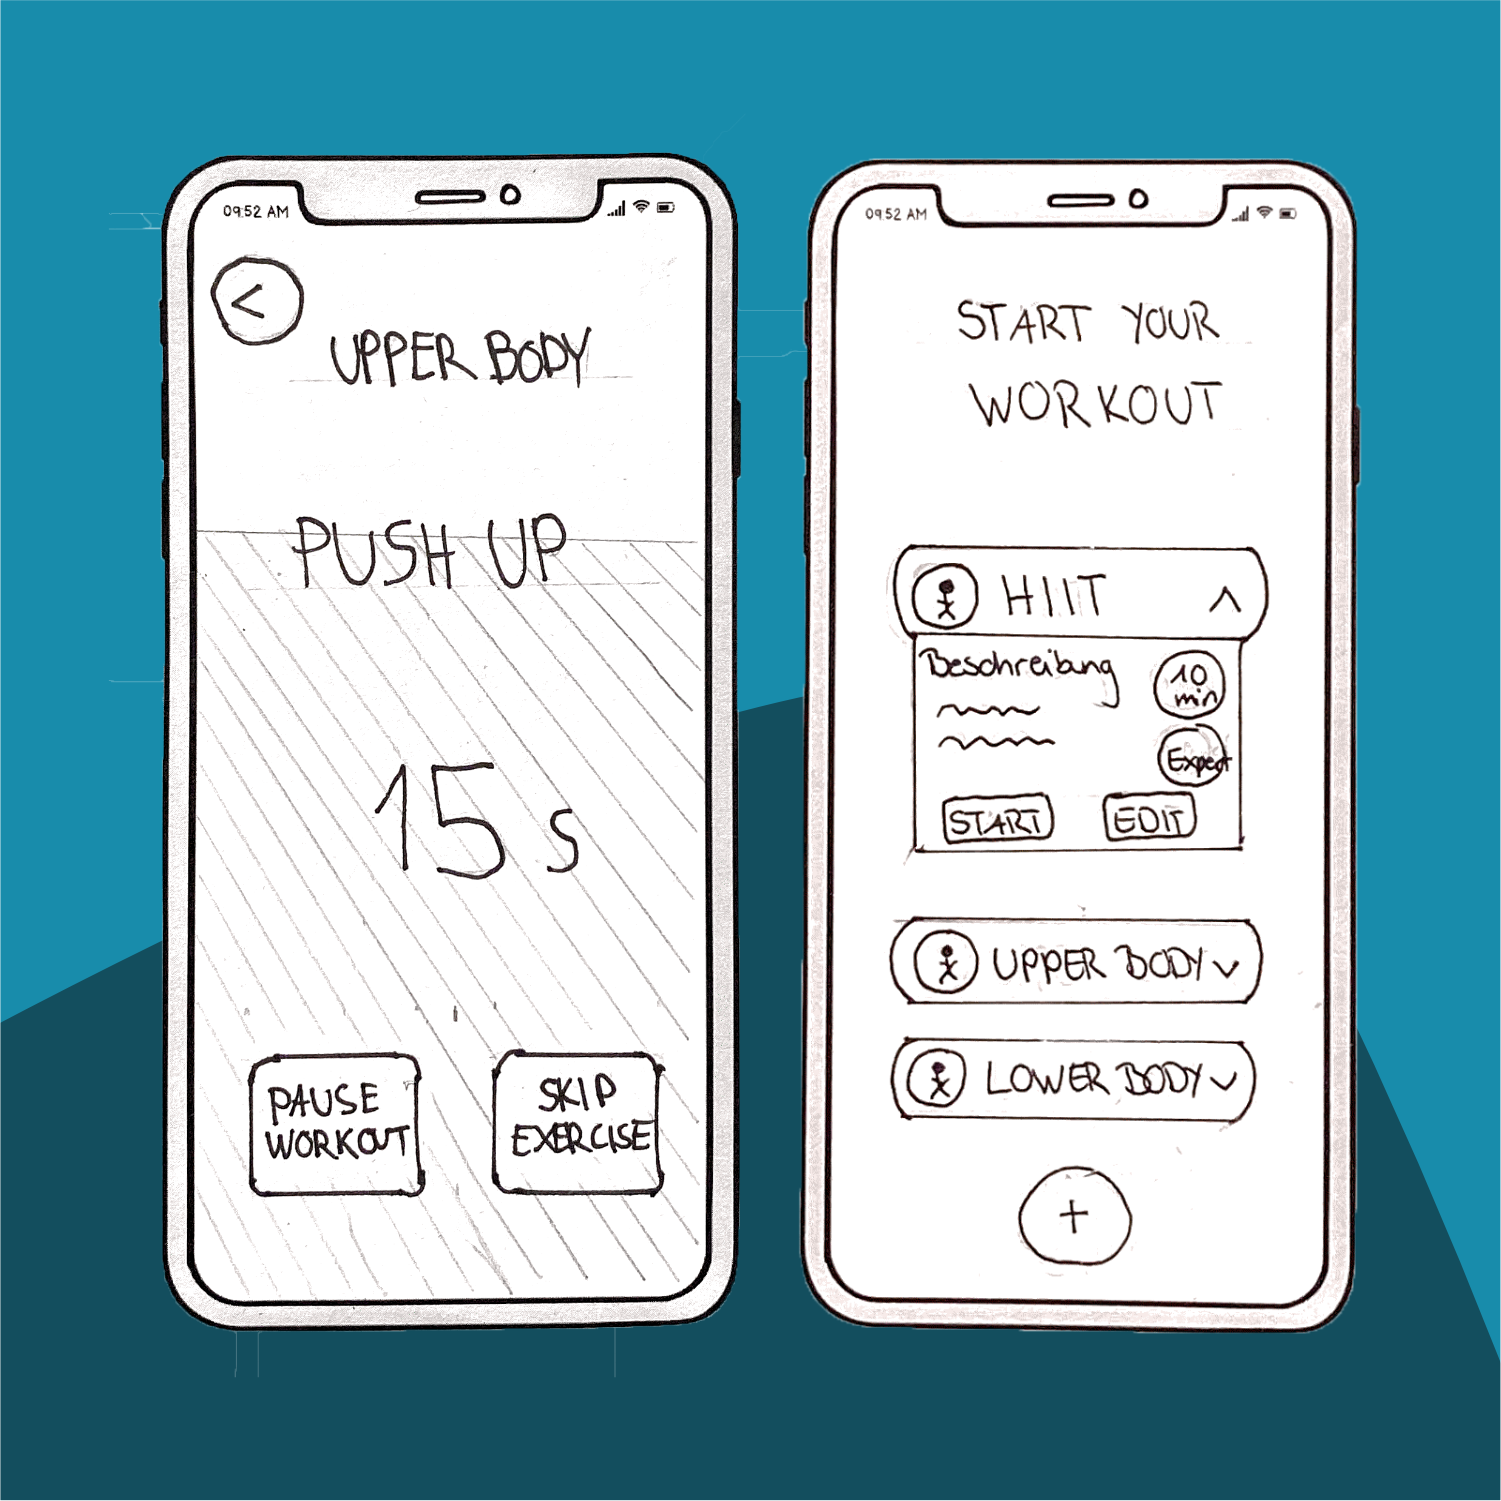 09:52 AM
<
UPPER BODY
PUSH UP
15 s
PAUSE
WORKOUT
SKIP
EXERCISE
09:52 AM
START YOUR
WORKOUT
HIIT
Beschreibung
10
min
Expert
START
EDIT
UPPER BODY
LOWER BODY
+